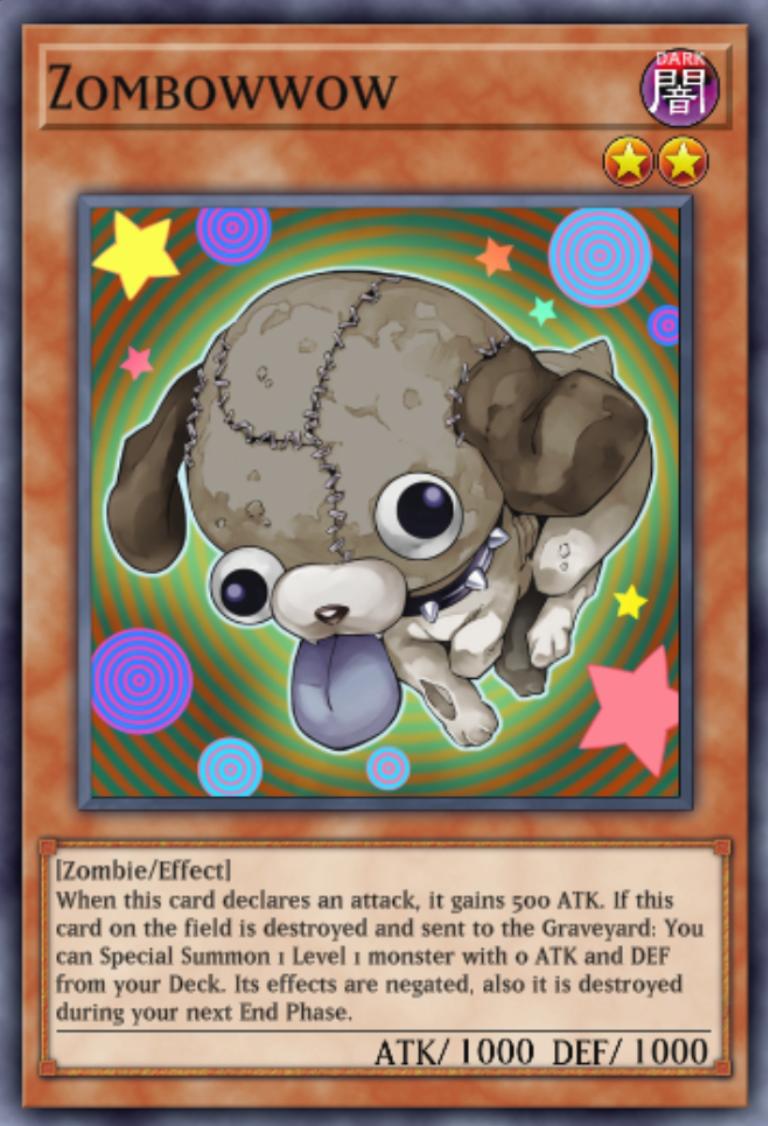 Zombowwow
DARK
闇
[Zombie/Effect]
When this card declares an attack, it gains 500 ATK. If this
card on the field is destroyed and sent to the Graveyard: You
can Special Summon 1 Level 1 monster with 0 ATK and DEF
from your Deck. Its effects are negated, also it is destroyed
during your next End Phase.
ATK/ 1000 DEF/ 1000